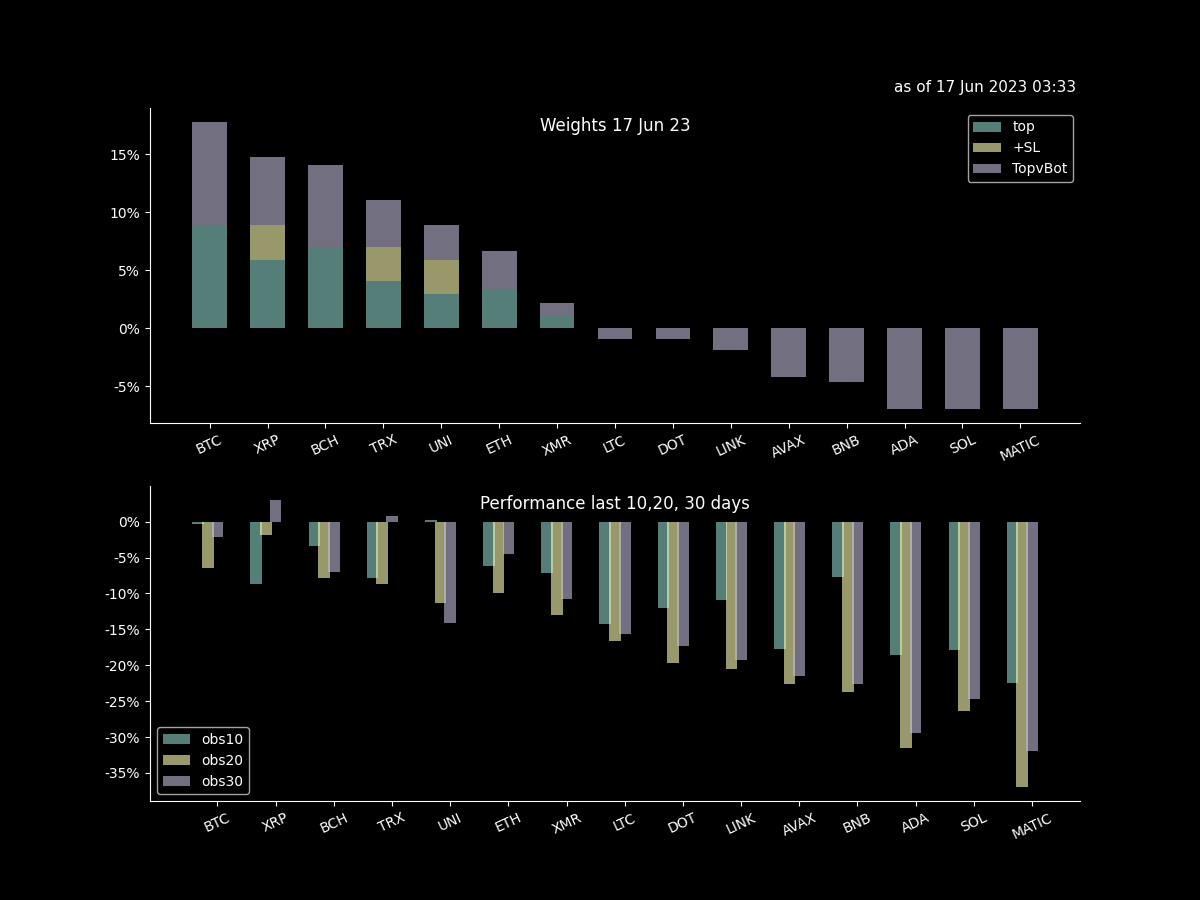 as of 17 Jun 2023 03:33
Weights 17 Jun 23
top
+SL
TopvBot
15%
10%
5%
0%
-5%
BTC XRP BCH TRX UNI ETH XMR LTC DOT LINK AVAX BNB ADA SOL MATIC
Performance last 10,20, 30 days
0%
-5%
-10%
-15%
-20%
-25%
-30%
-35%
obs10
obs20
obs30
BTC XRP BCH TRX UNI ETH XMR LTC DOT LINK AVAX BNB ADA SOL MATIC